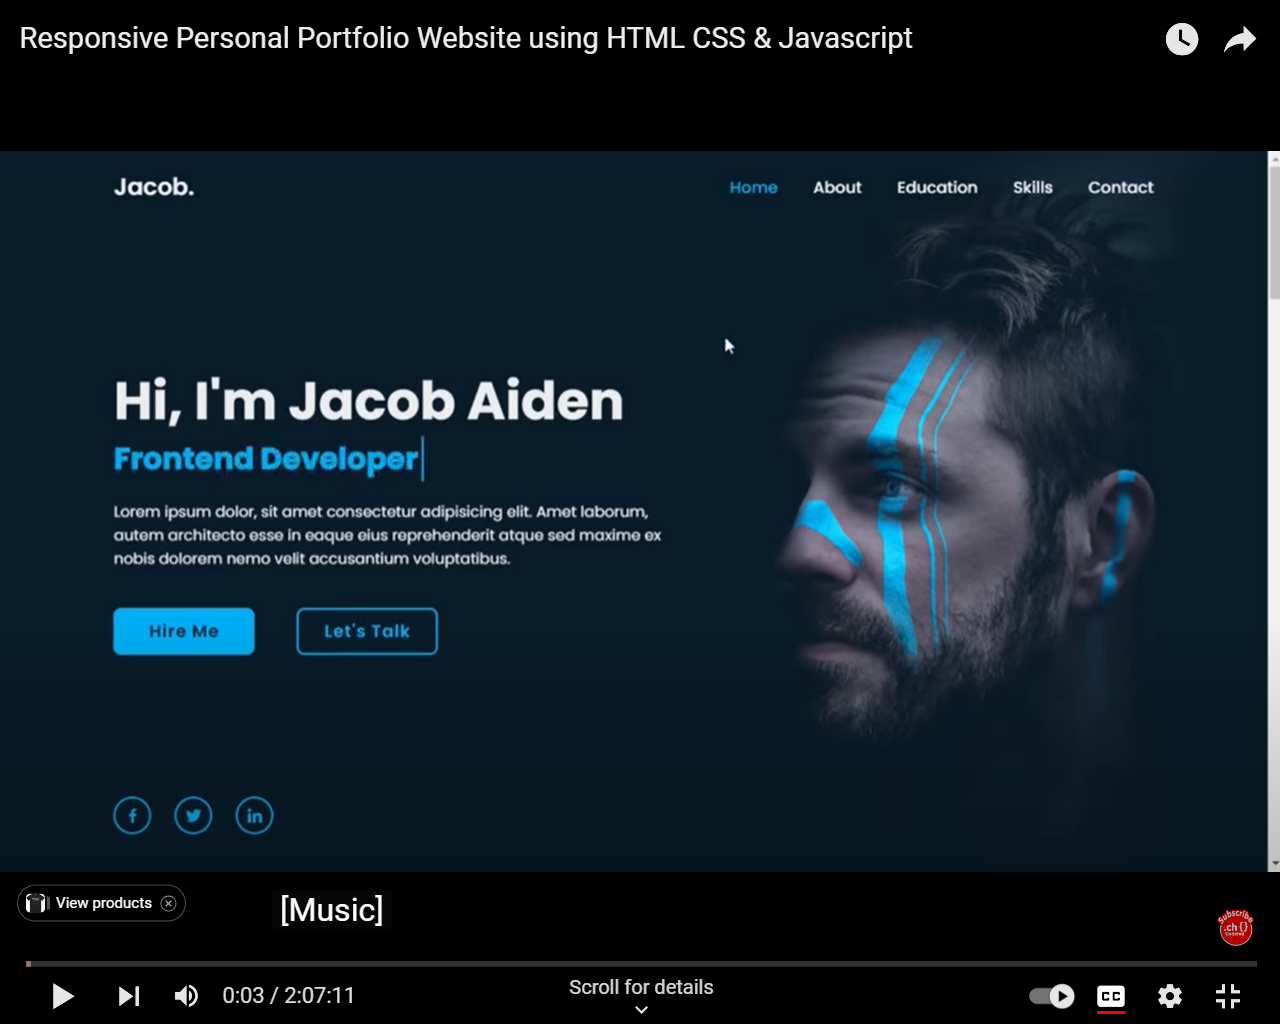 Responsive Personal Portfolio Website using HTML CSS & Javascript
Jacob.
Home About Education Skills Contact
Hi, I'm Jacob Aiden
Frontend Developer
Lorem ipsum dolor, sit amet consectetur adipisicing elit. Amet laborum,
autem architecto esse in eaque eius reprehenderit atque sed maxime ex
nobis dolorem nemo velit accusantium voluptatibus.
Hire Me Let's Talk
View products
[Music]
Subscribe
.ch {}
0:03 / 2:07:11
Scroll for details
CC